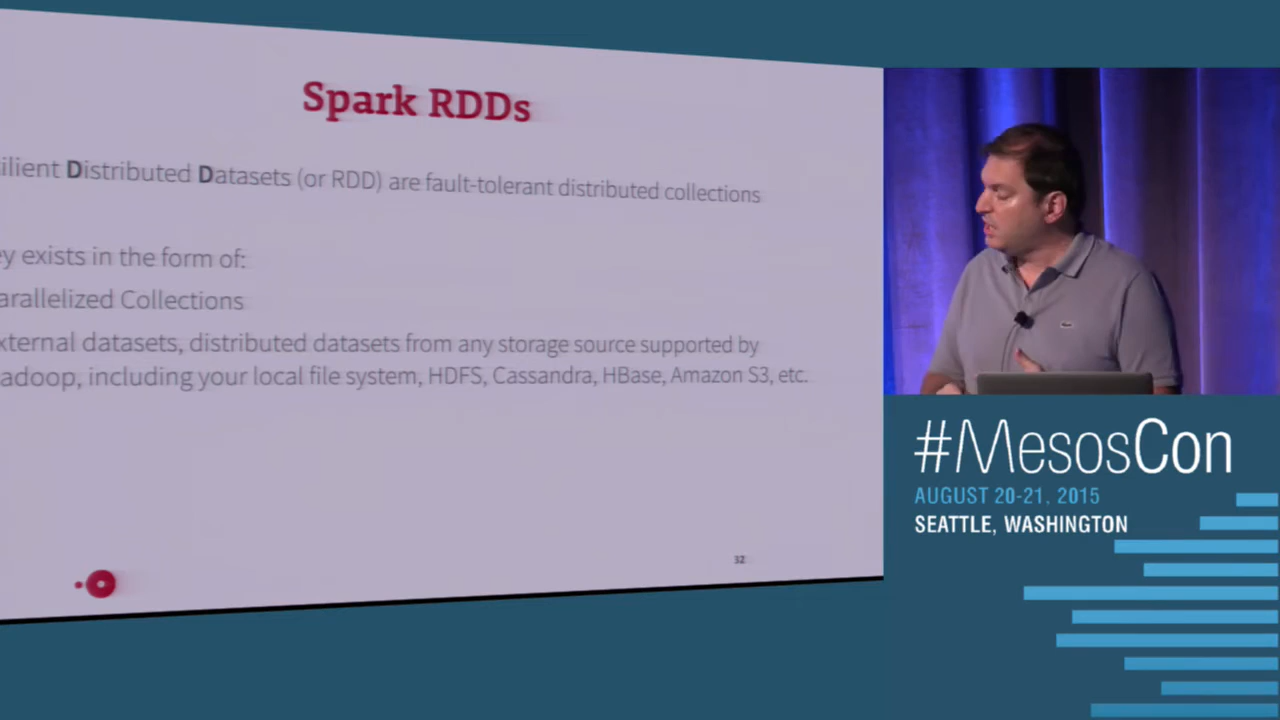 Spark RDDs
ilient Distributed Datasets (or RDD) are fault-tolerant distributed collections
ey exists in the form of:
arallelized Collections
xternal datasets, distributed datasets from any storage source supported by
adoop, including your local file system, HDFS, Cassandra, HBase, Amazon S3, etc.
32
#MesosCon
AUGUST 20-21, 2015
SEATTLE, WASHINGTON